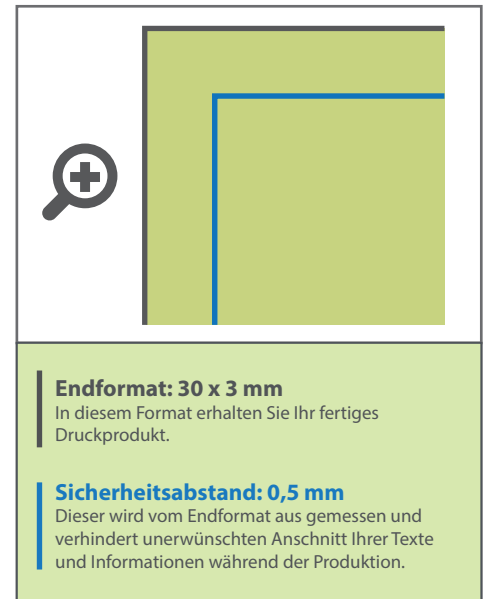 Endformat: 30 x 3 mm
In diesem Format erhalten Sie Ihr fertiges
Druckprodukt.
Sicherheitsabstand: 0,5 mm
Dieser wird vom Endformat aus gemessen und
verhindert unerwünschten Anschnitt Ihrer Texte
und Informationen während der Produktion.